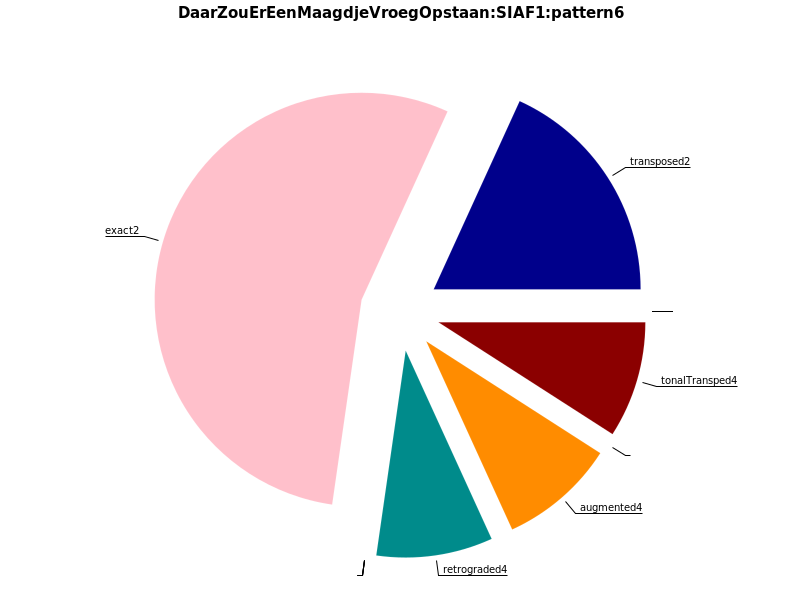 DaarZouErEenMaagdjeVroegOpstaan:SIAF1:pattern6
transposed2
exact2
tonalTransped4
augmented4
retrograded4